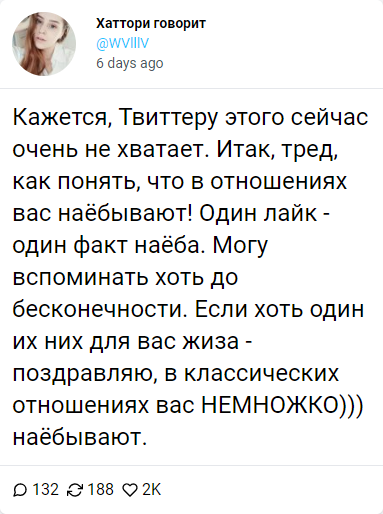 Хаттори говорит
@WVlllV
6 days ago
Кажется, Твиттеру этого сейчас
очень не хватает. Итак, тред,
как понять, что в отношениях
вас наёбывают! Один лайк -
один факт наёба. Могу
вспоминать хоть до
бесконечности. Если хоть один
их них для вас жиза -
поздравляю, в классических
отношениях вас НЕМНОЖКО)))
наёбывают.
132 188 2K